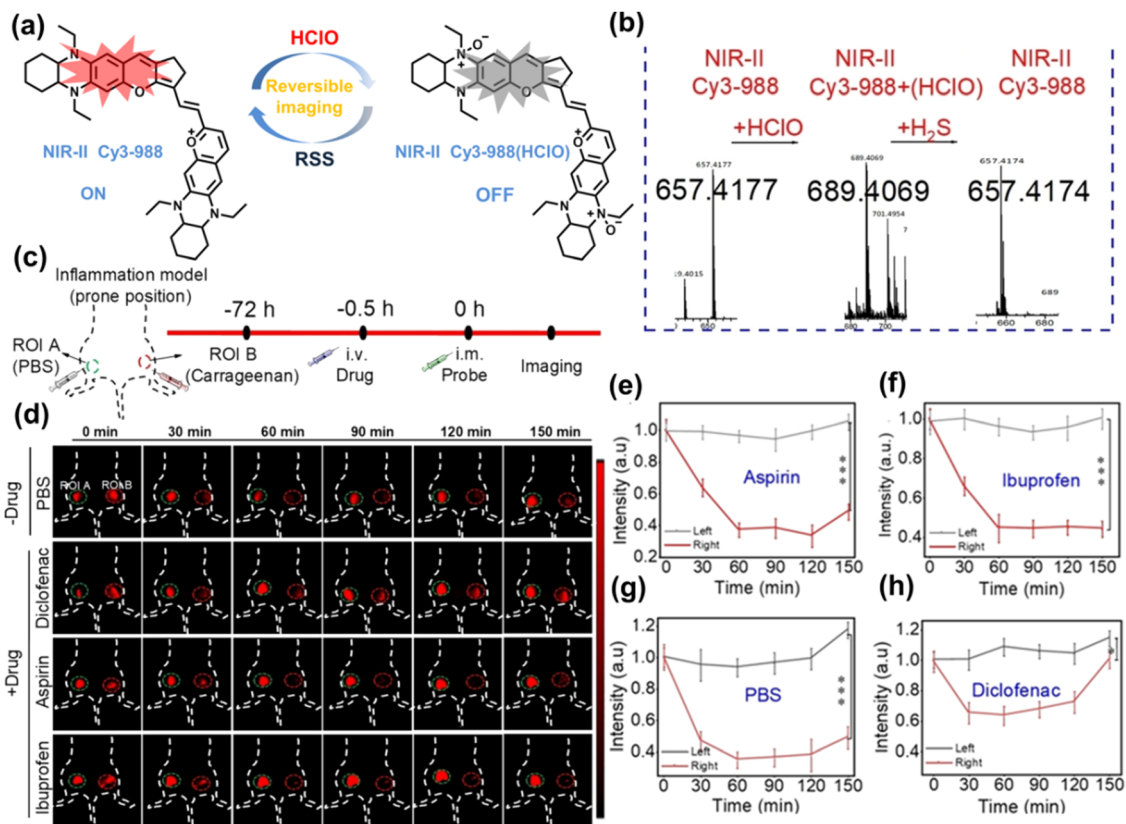 (a)
N
N
O
O
+
N
N
+
O
−
NIR-II Cy3-988
ON
HClO
Reversible
imaging
RSS
N
+
O
−
N
O
O
+
N
N
+
O
−
NIR-II Cy3-988(HClO)
OFF
(b)
NIR-II
Cy3-988
NIR-II
Cy3-988+(HClO)
NIR-II
Cy3-988
+HClO
+H2S
657.4177
657.4177
689.4069
689.4069
701.4954
7
657.4174
657.4174
19.4015
689
650
680
700
660
680
(c)
Inflammation model
(prone position)
ROI A
(PBS)
ROI B
(Carrageenan)
-72 h
-0.5 h
0 h
i.v.
Drug
i.m.
Probe
Imaging
(d)
0 min
30 min
60 min
90 min
120 min
150 min
ROI A
ROI B
-Drug
PBS
+Drug
Diclofenac
Aspirin
Ibuprofen
(e)
Intensity (a.u)
1.0
0.8
0.6
0.4
0.2
Aspirin
***
Left
Right
0 30 60 90 120 150
Time (min)
(f)
Intensity (a.u.)
1.0
0.8
0.6
0.4
Ibuprofen
***
Left
Right
0 30 60 90 120 150
Time (min)
(g)
Intensity (a.u)
1.2
1.0
0.8
0.6
0.4
PBS
***
Left
Right
0 30 60 90 120 150
Time (min)
(h)
Intensity (a.u)
1.2
1.0
0.8
0.6
0.4
Diclofenac
*
Left
Right
0 30 60 90 120 150
Time (min)